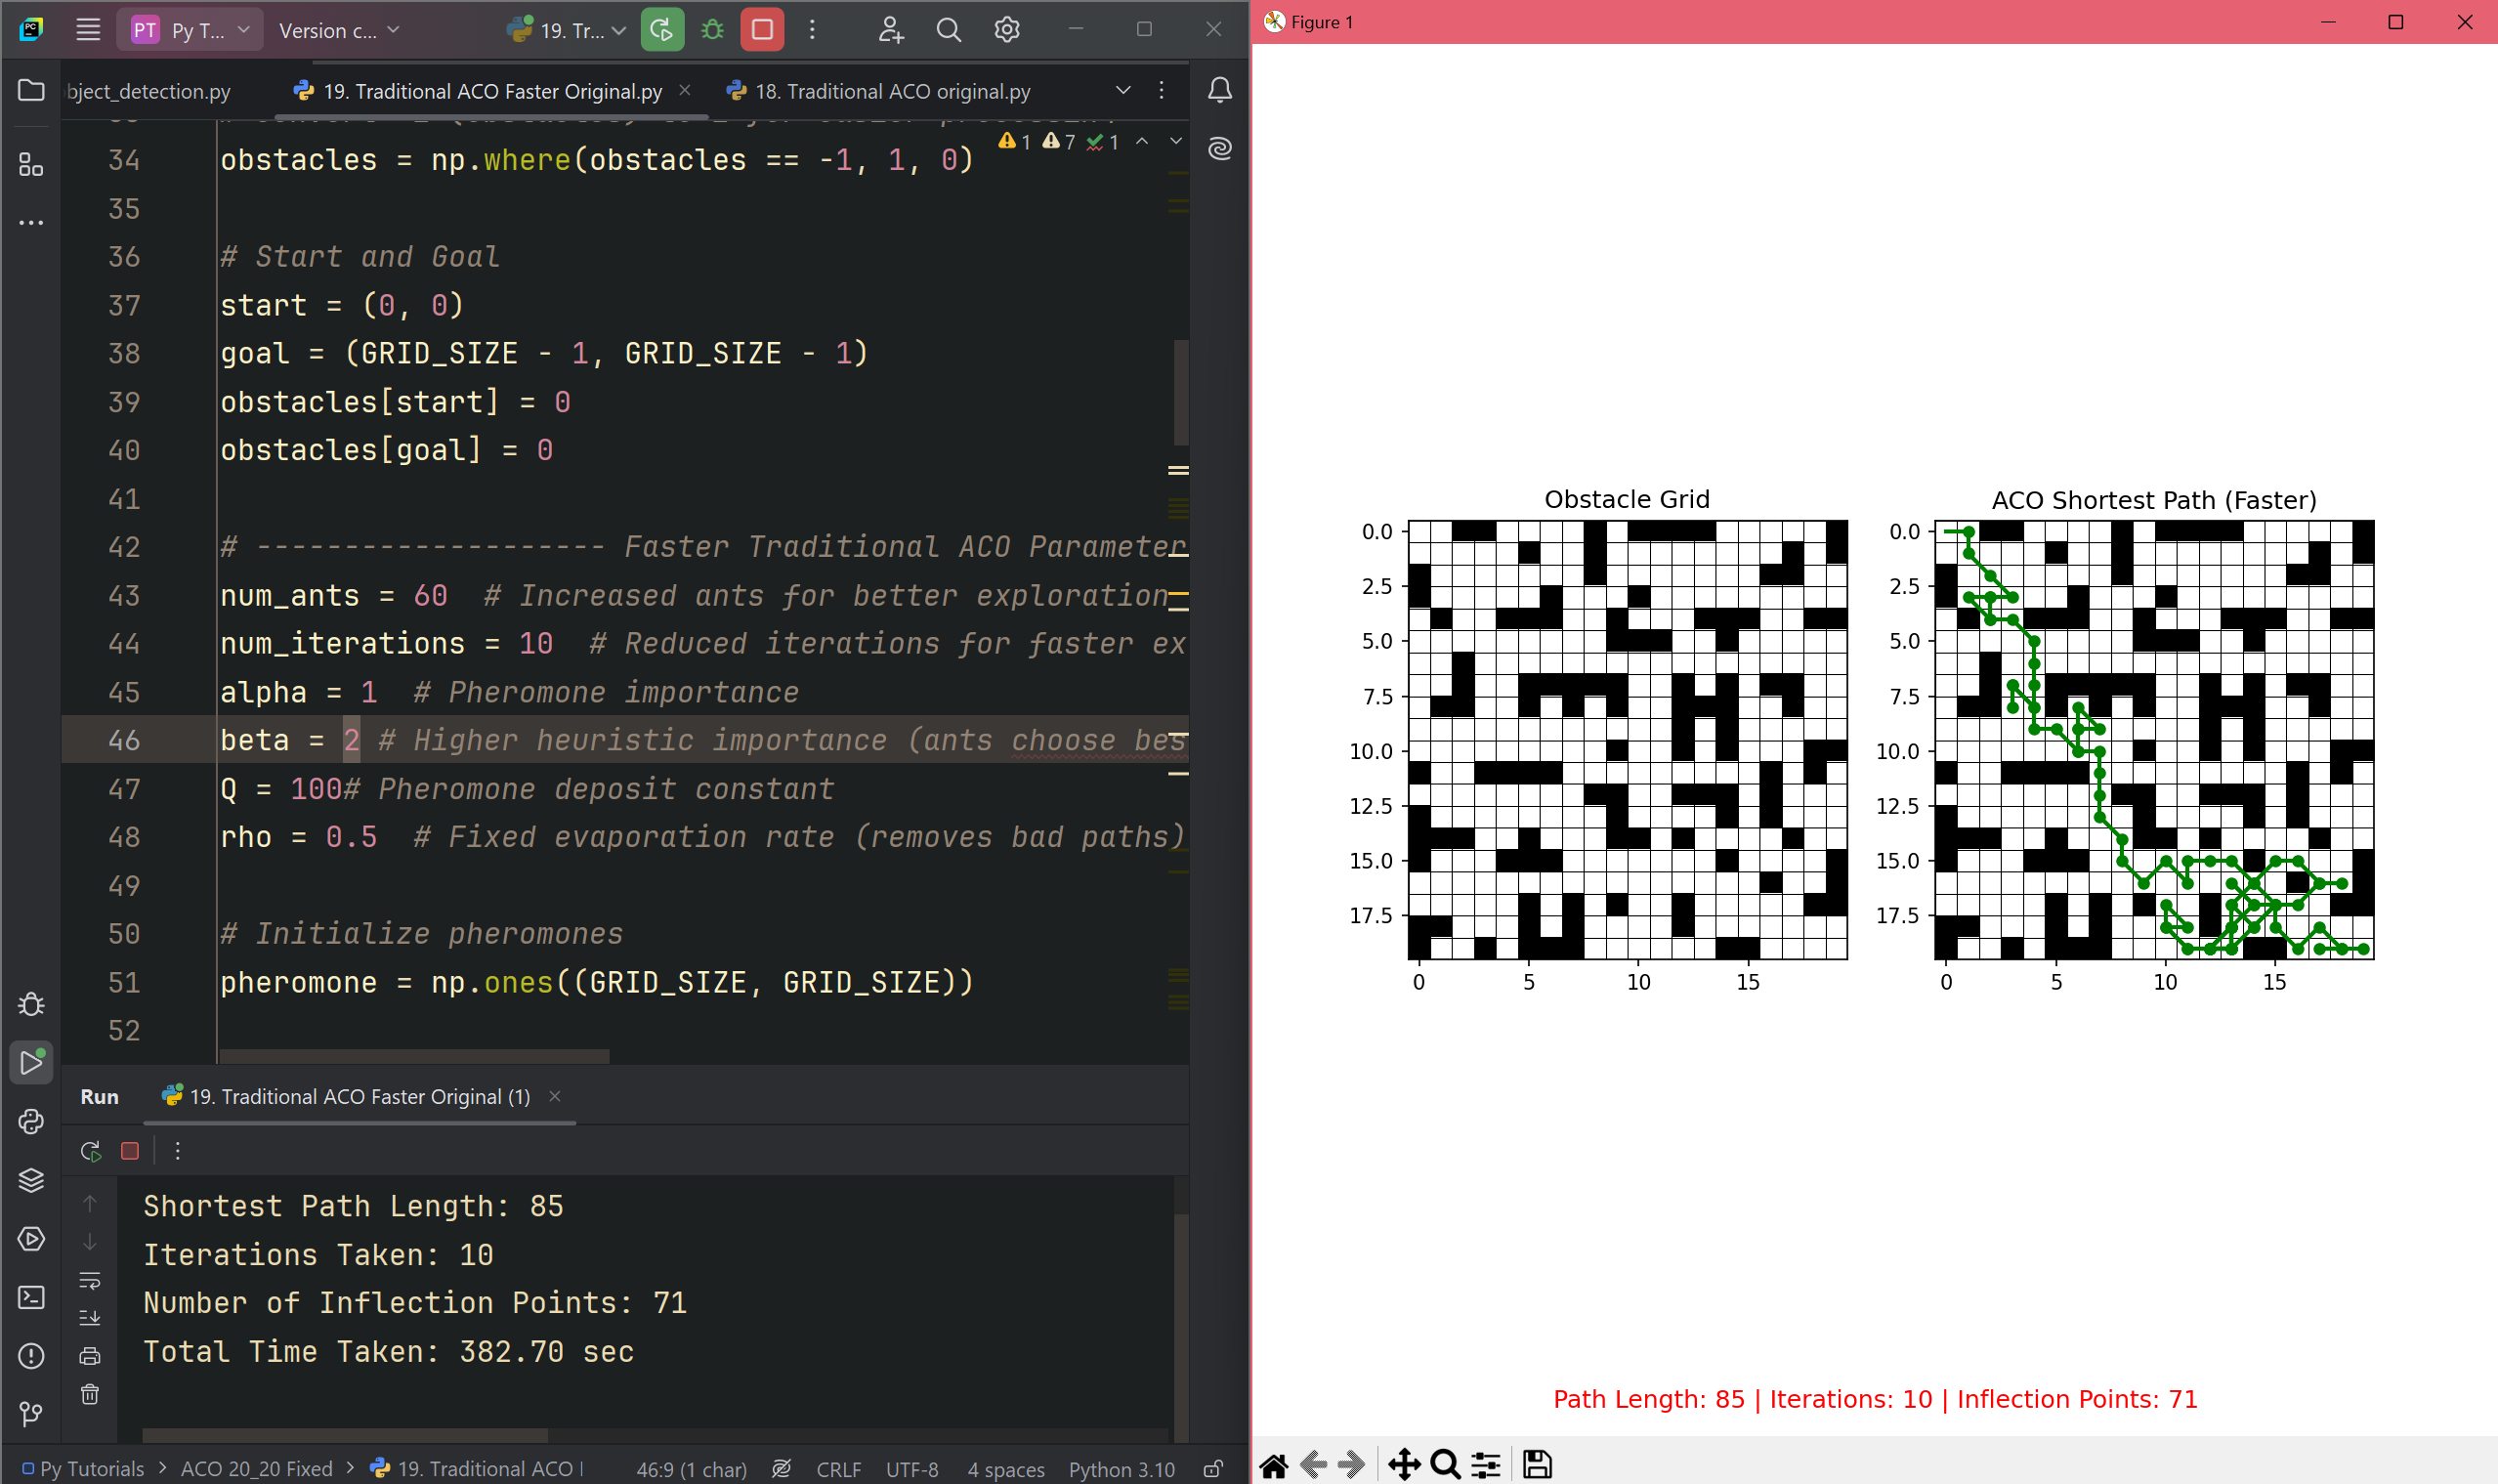 PT Py T... Version c... 19. Tr...
bject_detection.py 19. Traditional ACO Faster Original.py 18. Traditional ACO original.py
1 7 1
34 obstacles = np.where(obstacles == -1, 1, 0)
35
36 # Start and Goal
37 start = (0, 0)
38 goal = (GRID_SIZE - 1, GRID_SIZE - 1)
39 obstacles[start] = 0
40 obstacles[goal] = 0
41
42 # -------------------- Faster Traditional ACO Parameter
43 num_ants = 60 # Increased ants for better exploration
44 num_iterations = 10 # Reduced iterations for faster ex
45 alpha = 1 # Pheromone importance
46 beta = 2 # Higher heuristic importance (ants choose bes
47 Q = 100# Pheromone deposit constant
48 rho = 0.5 # Fixed evaporation rate (removes bad paths)
49
50 # Initialize pheromones
51 pheromone = np.ones((GRID_SIZE, GRID_SIZE))
52
Run 19. Traditional ACO Faster Original (1)
Shortest Path Length: 85
Iterations Taken: 10
Number of Inflection Points: 71
Total Time Taken: 382.70 sec
Py Tutorials > ACO 20_20 Fixed > 19. Traditional ACO 46:9 (1 char) CRLF UTF-8 4 spaces Python 3.10
Figure 1
Obstacle Grid
0.0
2.5
5.0
7.5
10.0
12.5
15.0
17.5
0 5 10 15
ACO Shortest Path (Faster)
0.0
2.5
5.0
7.5
10.0
12.5
15.0
17.5
0 5 10 15
Path Length: 85 | Iterations: 10 | Inflection Points: 71